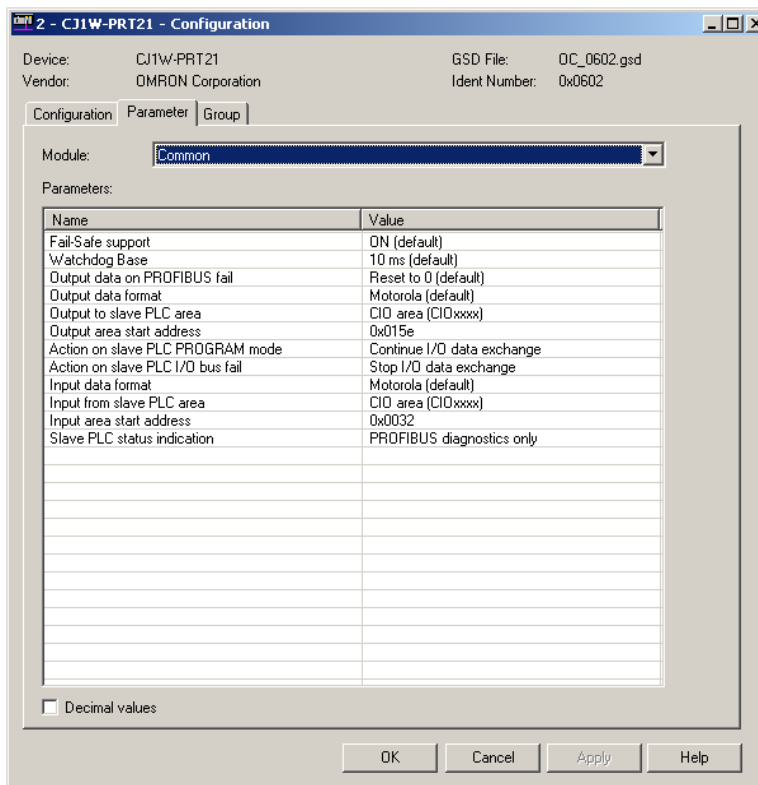 2 - CJ1W-PRT21 - Configuration
Device: CJ1W-PRT21 GSD File: OC_0602.gsd
Vendor: OMRON Corporation Ident Number: 0x0602
Configuration Parameter Group
Module: Common
Parameters:
Name Value
Fail-Safe support ON (default)
Watchdog Base 10 ms (default)
Output data on PROFIBUS fail Reset to 0 (default)
Output data format Motorola (default)
Output to slave PLC area CIO area (CIOxxxx)
Output area start address 0x015e
Action on slave PLC PROGRAM mode Continue I/O data exchange
Action on slave PLC I/O bus fail Stop I/O data exchange
Input data format Motorola (default)
Input from slave PLC area CIO area (CIOxxxx)
Input area start address 0x0032
Slave PLC status indication PROFIBUS diagnostics only
Decimal values
OK Cancel Apply Help